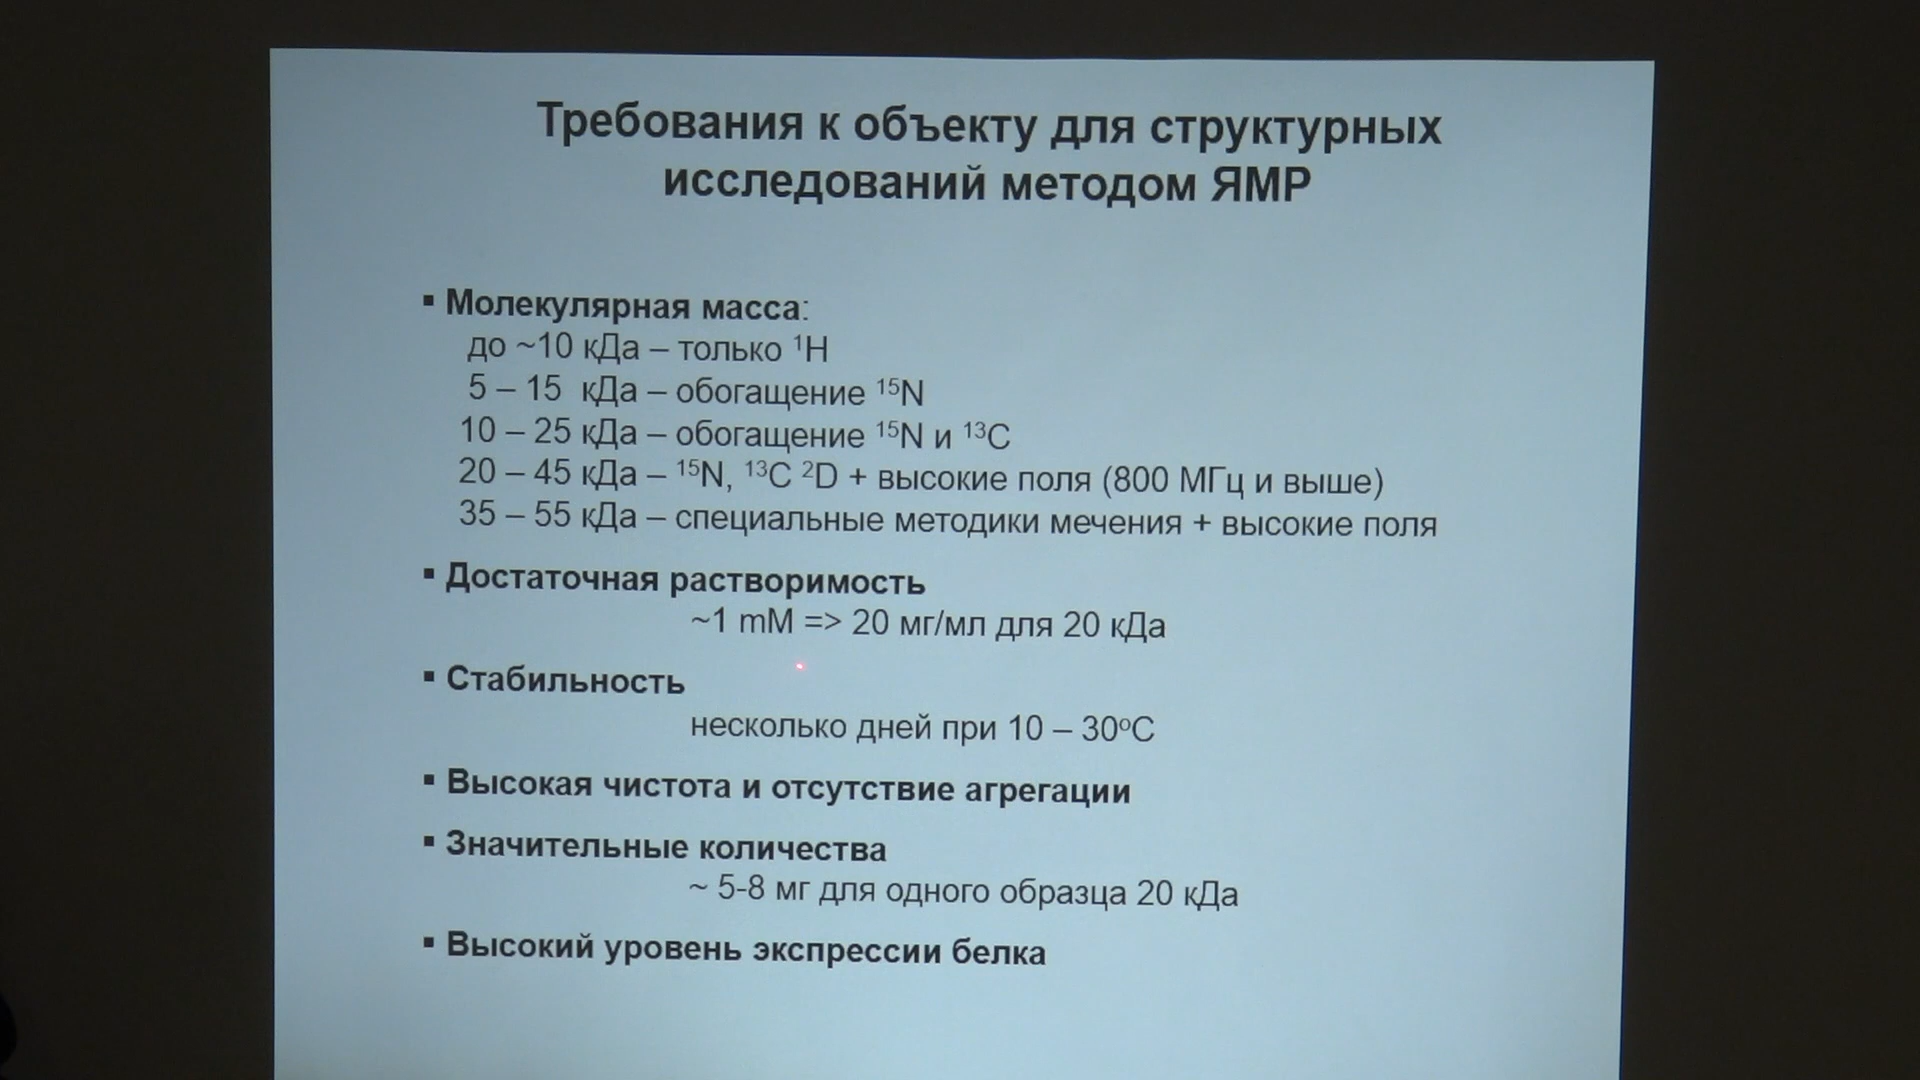 Требования к объекту для структурных
исследований методом ЯМР
▪ Молекулярная масса:
до ~10 кДа – только ¹H
5 – 15 кДа – обогащение ¹⁵N
10 – 25 кДа – обогащение ¹⁵N и ¹³C
20 – 45 кДа – ¹⁵N, ¹³C ²D + высокие поля (800 МГц и выше)
35 – 55 кДа – специальные методики мечения + высокие поля
▪ Достаточная растворимость
~1 mM => 20 мг/мл для 20 кДа
▪ Стабильность
несколько дней при 10 – 30ºC
▪ Высокая чистота и отсутствие агрегации
▪ Значительные количества
~ 5-8 мг для одного образца 20 кДа
▪ Высокий уровень экспрессии белка